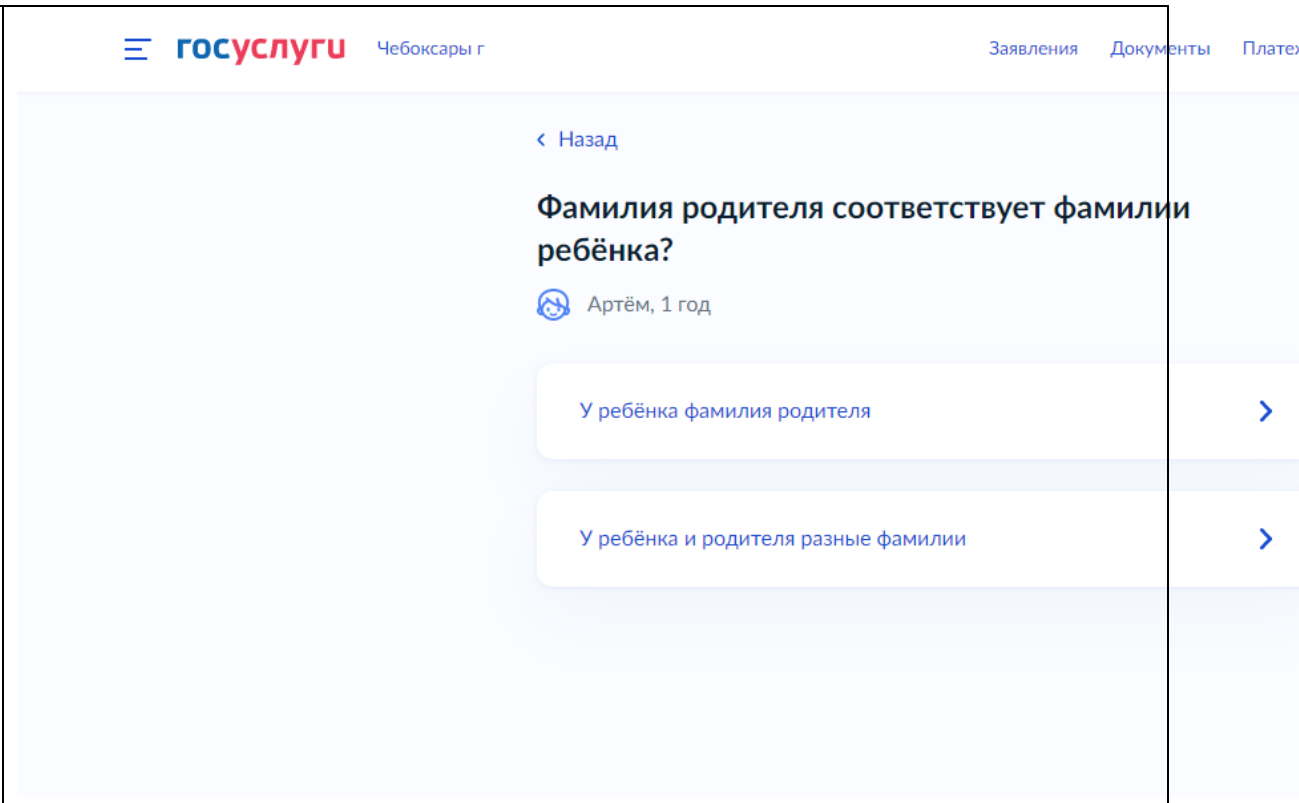 госуслуги Чебоксары г Заявления Документы Плате
Назад
Фамилия родителя соответствует фамилии
ребёнка?
Артём, 1 год
У ребёнка фамилия родителя
У ребёнка и родителя разные фамилии